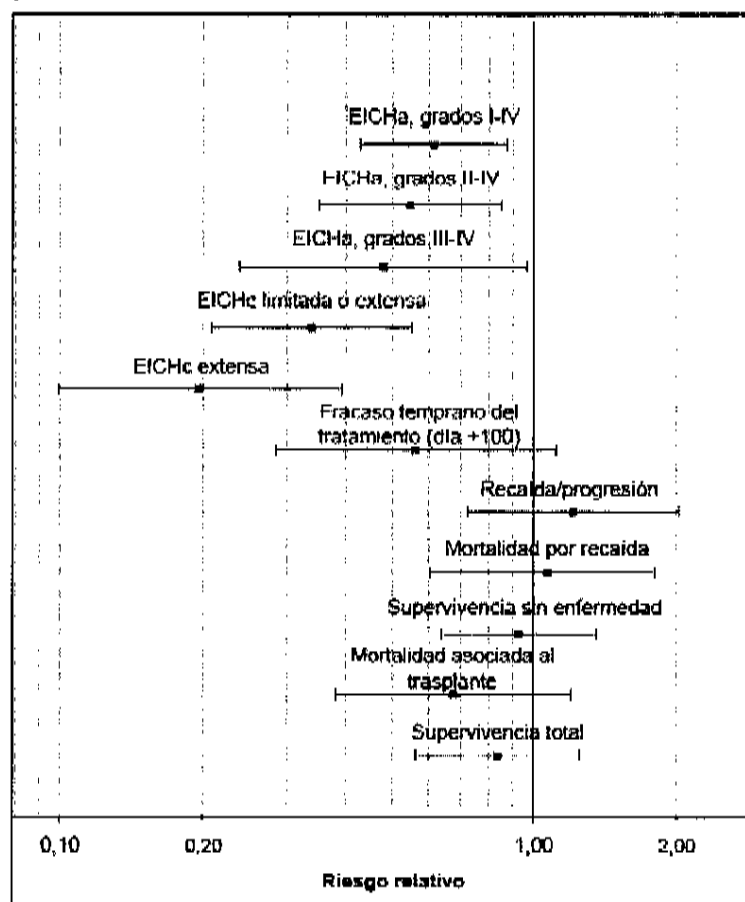 EICHa, grados I-IV
EICHa, grados II-IV
EICHa, grados III-IV
EICHc limitada o extensa
EICHc extensa
Fracaso temprano del
tratamiento (día +100)
Recaída/progresión
Mortalidad por recaída
Supervivencia sin enfermedad
Mortalidad asociada al
trasplante
Supervivencia total
0,10 0,20 1,00 2,00
Riesgo relativo